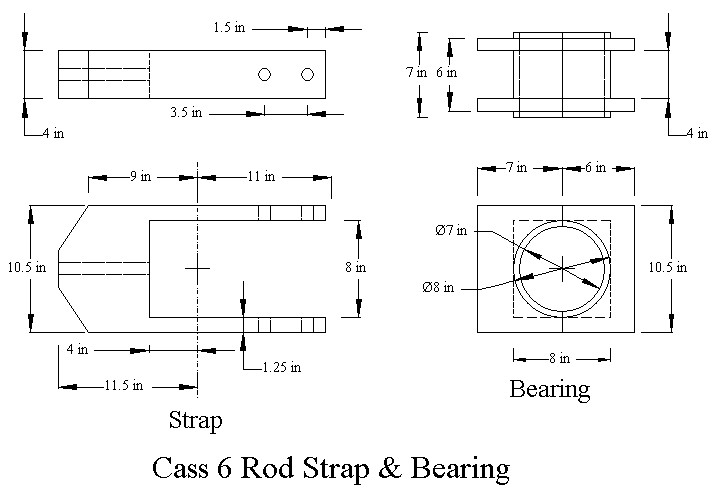 1.5 in
3.5 in
4 in
7 in
6 in
4 in
9 in
11 in
10.5 in
8 in
4 in
1.25 in
11.5 in
Strap
7 in
6 in
Ø7 in
Ø8 in
10.5 in
8 in
Bearing
Cass 6 Rod Strap & Bearing